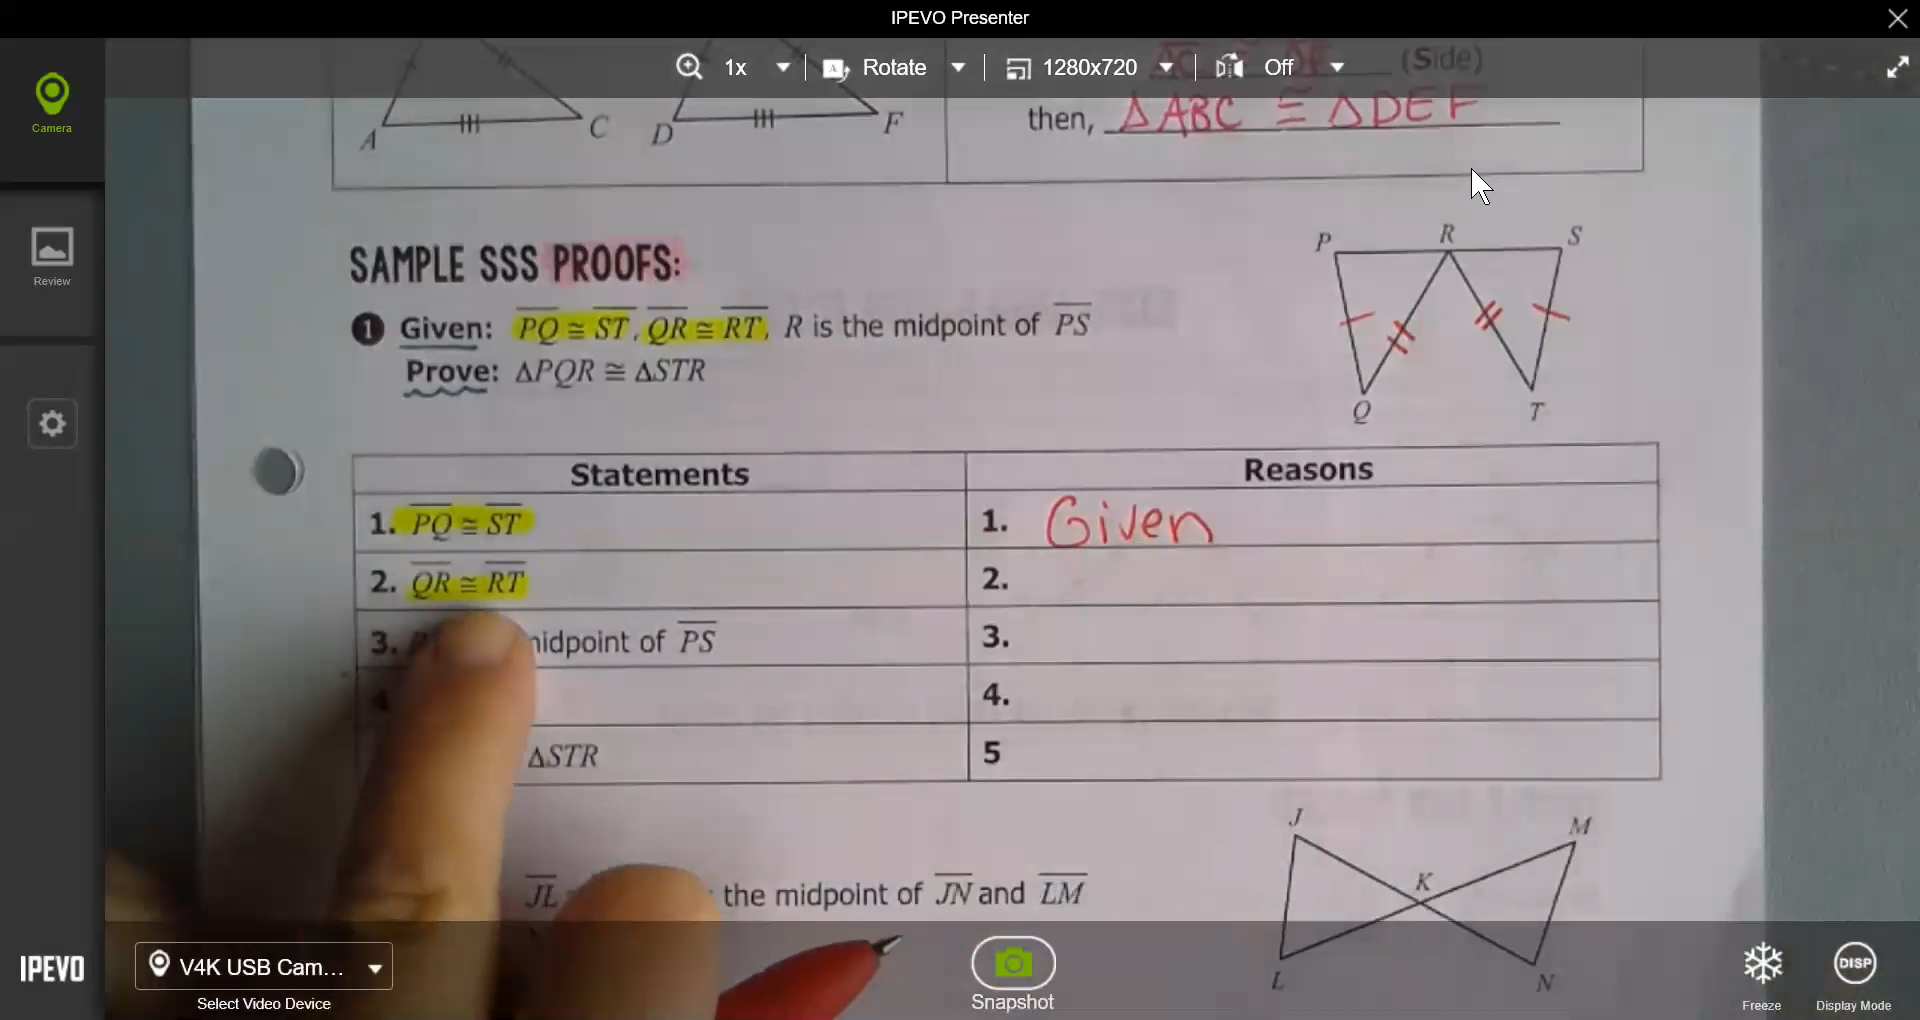 IPEVO Presenter
1x Rotate 1280x720 Off
Camera
Review
(Side)
then, ΔABC ≅ ΔDEF
A C D F
SAMPLE SSS PROOFS:
1 Given: PQ ≅ ST, QR ≅ RT, R is the midpoint of PS
Prove: ΔPQR ≅ ΔSTR
P R S
Q T
Statements Reasons
1. PQ ≅ ST 1. Given
2. QR ≅ RT 2.
3. midpoint of PS 3.
4.
ΔSTR 5
J M
K
L N
JL the midpoint of JN and LM
IPEVO
V4K USB Cam...
Select Video Device
Snapshot
Freeze
DISP
Display Mode